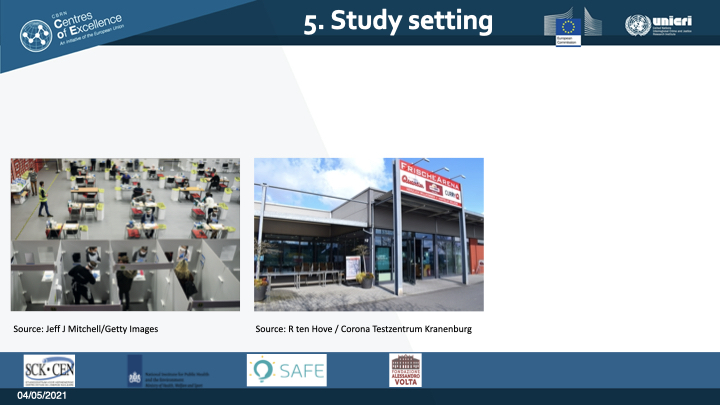 CBRN
Centres
of Excellence
An initiative of the European Union
5. Study setting
European
Commission
unicri
United Nations
Interregional Crime and Justice
Research Institute
FRISCHEARENA
Source: Jeff J Mitchell/Getty Images
Source: R ten Hove / Corona Testzentrum Kranenburg
SCK•CEN
National Institute for Public Health
and the Environment
Ministry of Health, Welfare and Sport
SAFE
FONDAZIONE
ALESSANDRO
VOLTA
04/05/2021